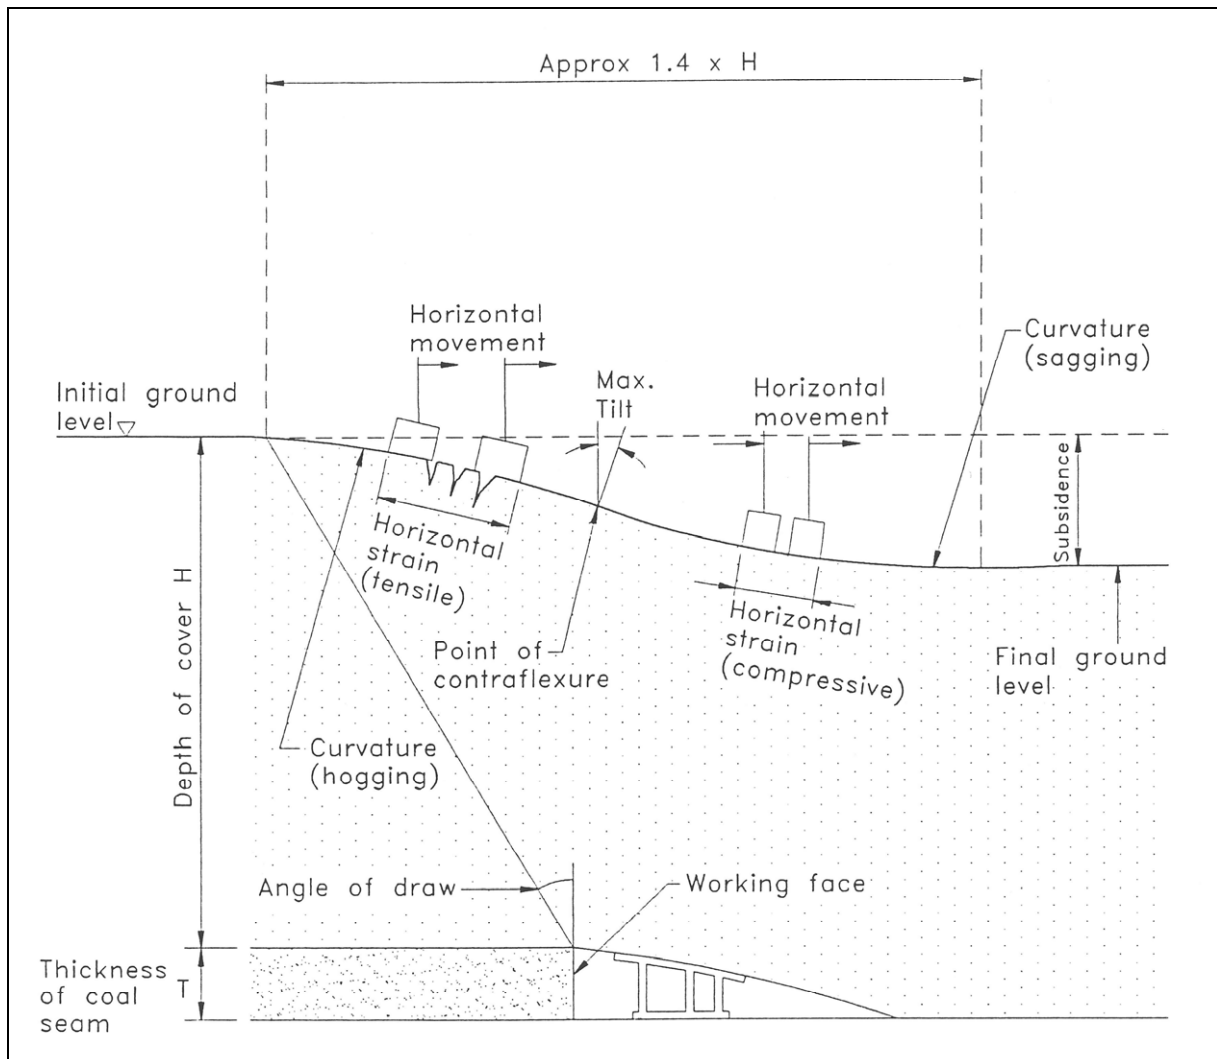 Approx 1.4 x H
Horizontal
movement
Curvature
(sagging)
Max.
Tilt
Horizontal
movement
Initial ground
level
Subsidence
Horizontal
strain
(tensile)
Horizontal
strain
(compressive)
Point of
contraflexure
Final ground
level
Depth of cover H
Curvature
(hogging)
Angle of draw
Working face
Thickness
of coal
seam
T